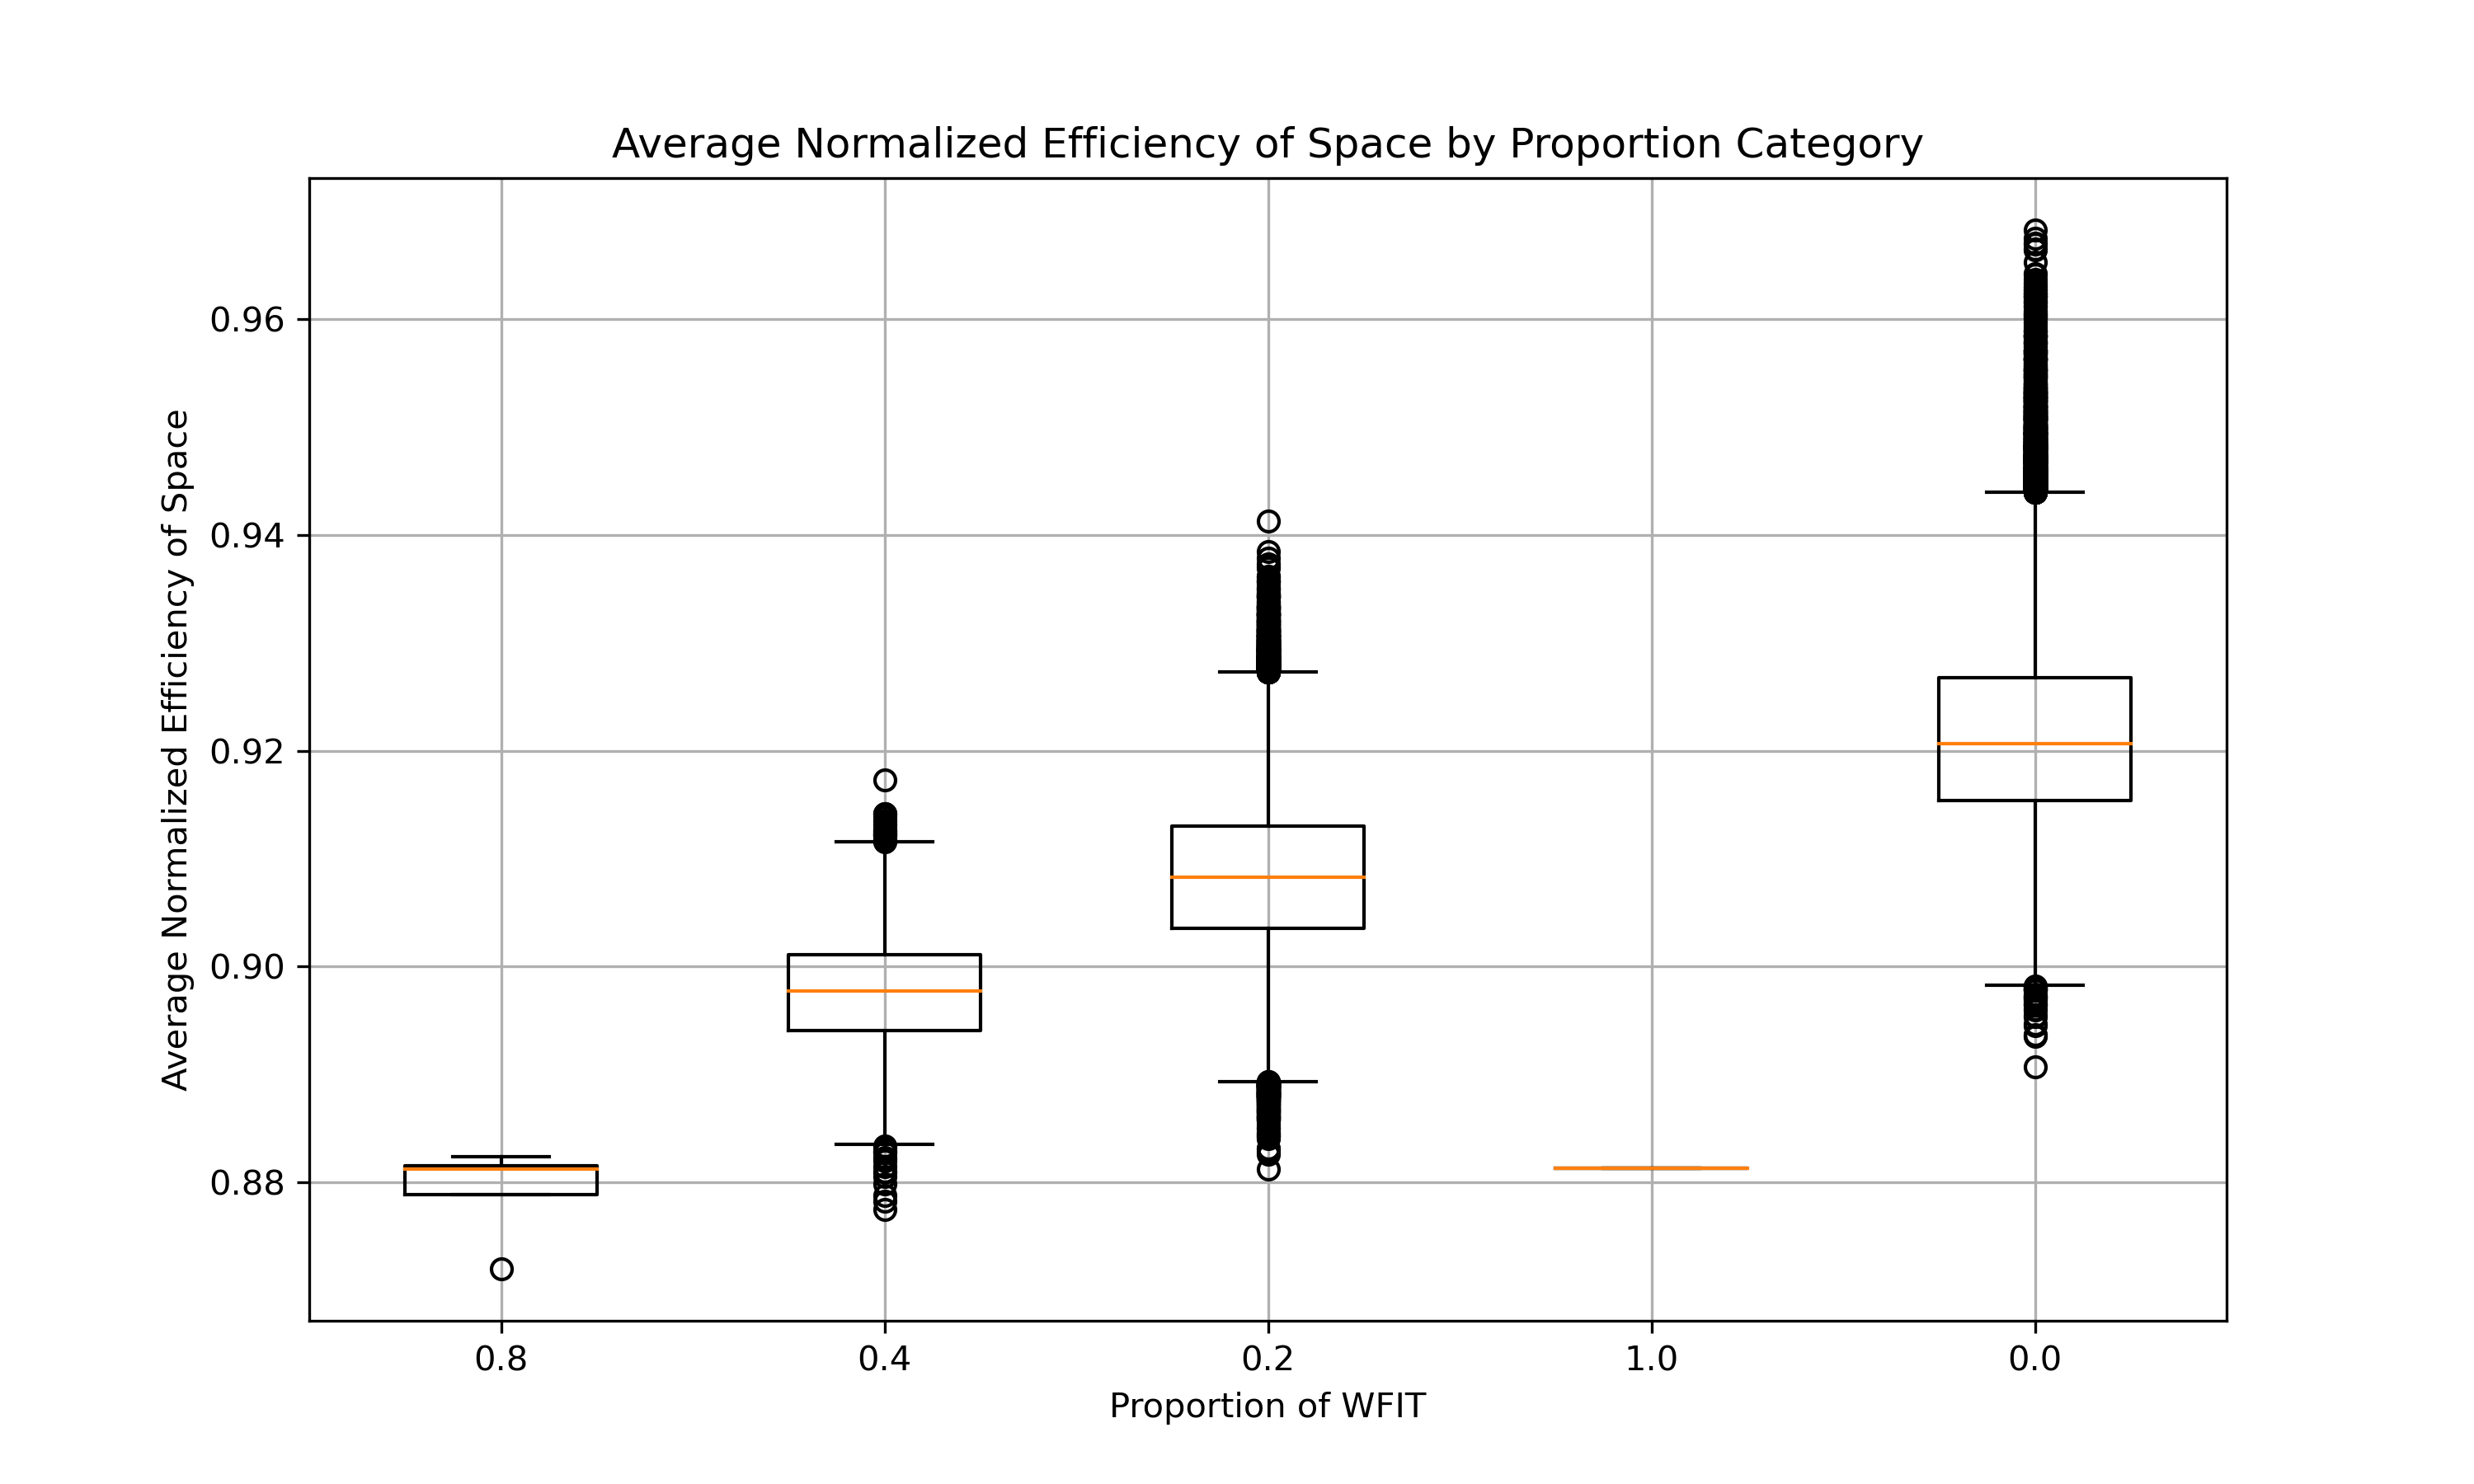 Average Normalized Efficiency of Space by Proportion Category
Average Normalized Efficiency of Space
0.96
0.94
0.92
0.90
0.88
0.8 0.4 0.2 1.0 0.0
Proportion of WFIT